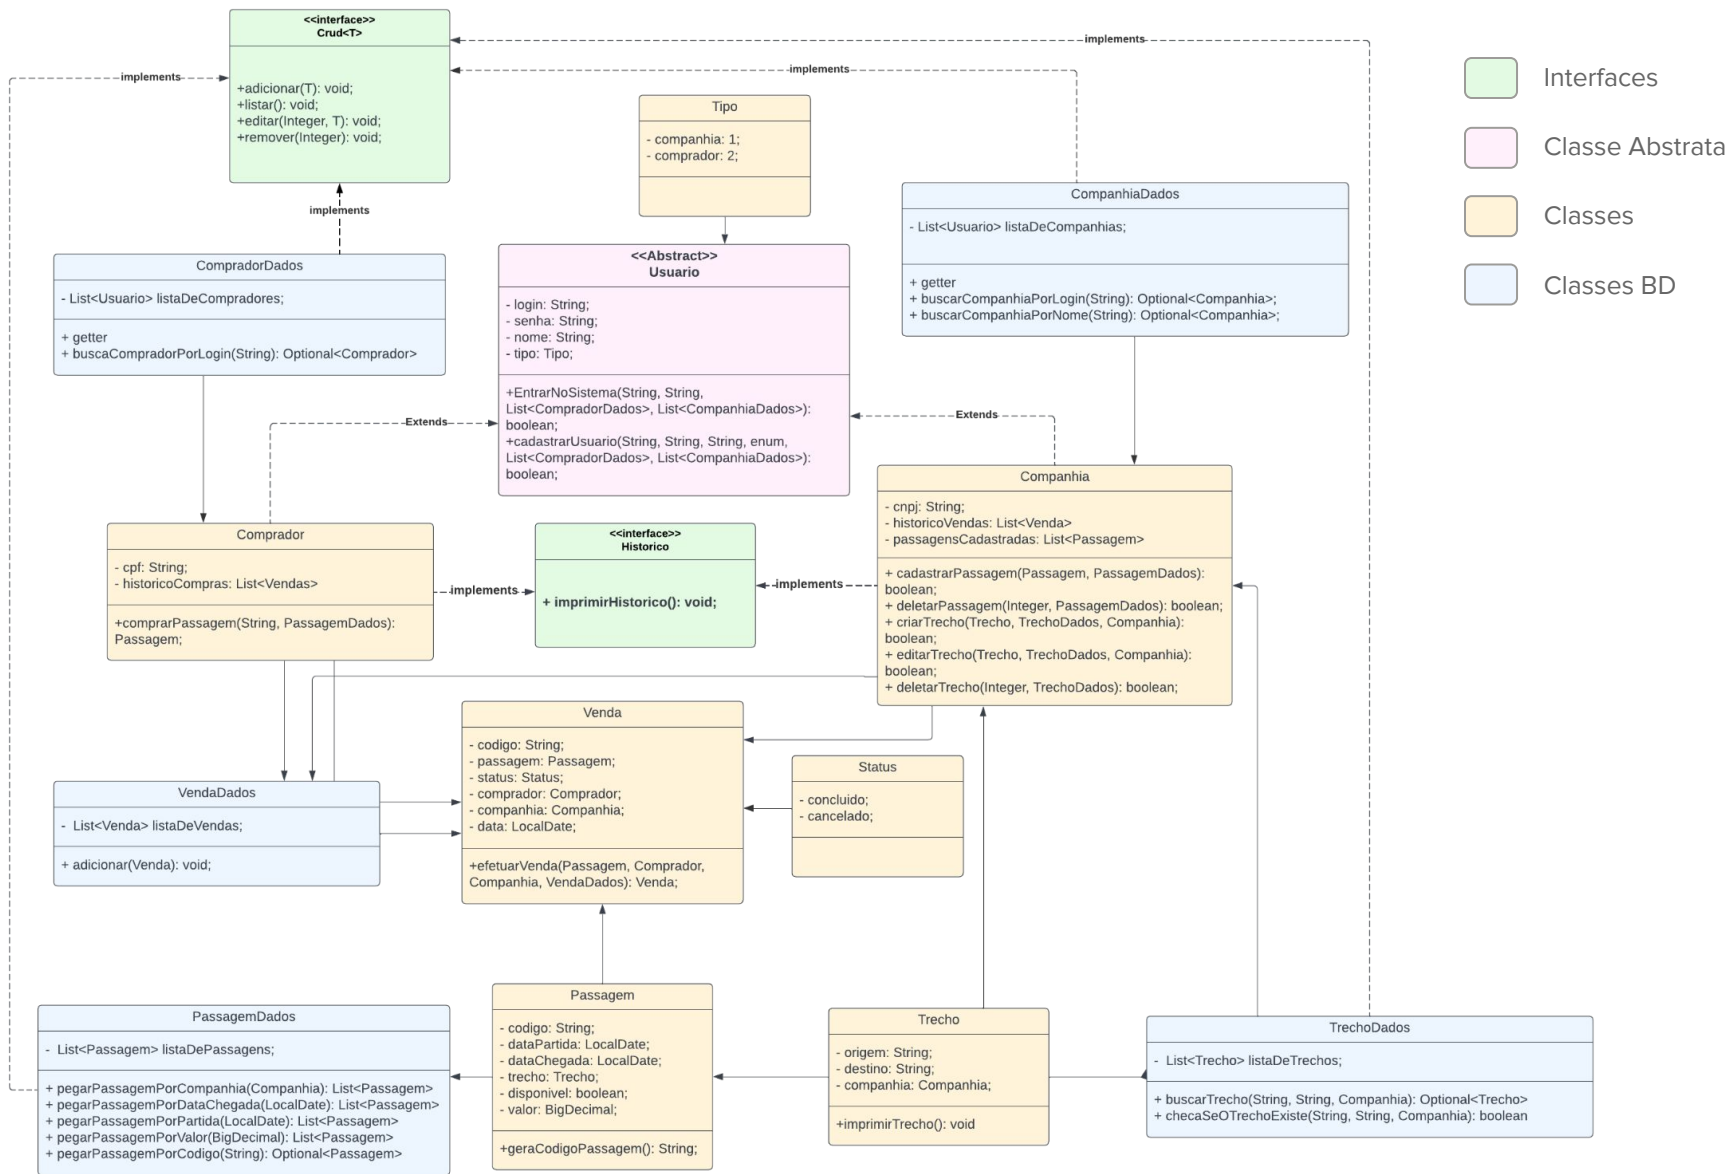 <<interface>>
Crud<T>
+adicionar(T): void;
+listar(): void;
+editar(Integer, T): void;
+remover(Integer): void;
implements
implements
implements
implements
Tipo
- companhia: 1;
- comprador: 2;
CompanhiaDados
- List<Usuario> listaDeCompanhias;
+ getter
+ buscarCompanhiaPorLogin(String): Optional<Companhia>;
+ buscarCompanhiaPorNome(String): Optional<Companhia>;
Interfaces
Classe Abstrata
Classes
Classes BD
CompradorDados
- List<Usuario> listaDeCompradores;
+ getter
+ buscaCompradorPorLogin(String): Optional<Comprador>
<<Abstract>>
Usuario
- login: String;
- senha: String;
- nome: String;
- tipo: Tipo;
+EntrarNoSistema(String, String,
List<CompradorDados>, List<CompanhiaDados>):
boolean;
+cadastrarUsuario(String, String, String, enum,
List<CompradorDados>, List<CompanhiaDados>):
boolean;
Extends
Extends
Comprador
- cpf: String;
- historicoCompras: List<Vendas>
+comprarPassagem(String, PassagemDados):
Passagem;
implements
<<interface>>
Historico
+ imprimirHistorico(): void;
implements
Companhia
- cnpj: String;
- historicoVendas: List<Venda>
- passagensCadastradas: List<Passagem>
+ cadastrarPassagem(Passagem, PassagemDados):
boolean;
+ deletarPassagem(Integer, PassagemDados): boolean;
+ criarTrecho(Trecho, TrechoDados, Companhia):
boolean;
+ editarTrecho(Trecho, TrechoDados, Companhia):
boolean;
+ deletarTrecho(Integer, TrechoDados): boolean;
Venda
- codigo: String;
- passagem: Passagem;
- status: Status;
- comprador: Comprador;
- companhia: Companhia;
- data: LocalDate;
+efetuarVenda(Passagem, Comprador,
Companhia, VendaDados): Venda;
Status
- concluido;
- cancelado;
VendaDados
- List<Venda> listaDeVendas;
+ adicionar(Venda): void;
PassagemDados
- List<Passagem> listaDePassagens;
+ pegarPassagemPorCompanhia(Companhia): List<Passagem>
+ pegarPassagemPorDataChegada(LocalDate): List<Passagem>
+ pegarPassagemPorPartida(LocalDate): List<Passagem>
+ pegarPassagemPorValor(BigDecimal): List<Passagem>
+ pegarPassagemPorCodigo(String): Optional<Passagem>
Passagem
- codigo: String;
- dataPartida: LocalDate;
- dataChegada: LocalDate;
- trecho: Trecho;
- disponivel: boolean;
- valor: BigDecimal;
+geraCodigoPassagem(): String;
Trecho
- origem: String;
- destino: String;
- companhia: Companhia;
+imprimirTrecho(): void
TrechoDados
- List<Trecho> listaDeTrechos;
+ buscarTrecho(String, String, Companhia): Optional<Trecho>
+ checaSeOTrechoExiste(String, String, Companhia): boolean